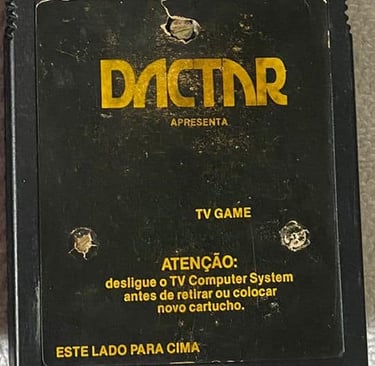 DACTAR
APRESENTA
TV GAME
ATENÇÃO:
desligue o TV Computer System
antes de retirar ou colocar
novo cartucho.
ESTE LADO PARA CIMA